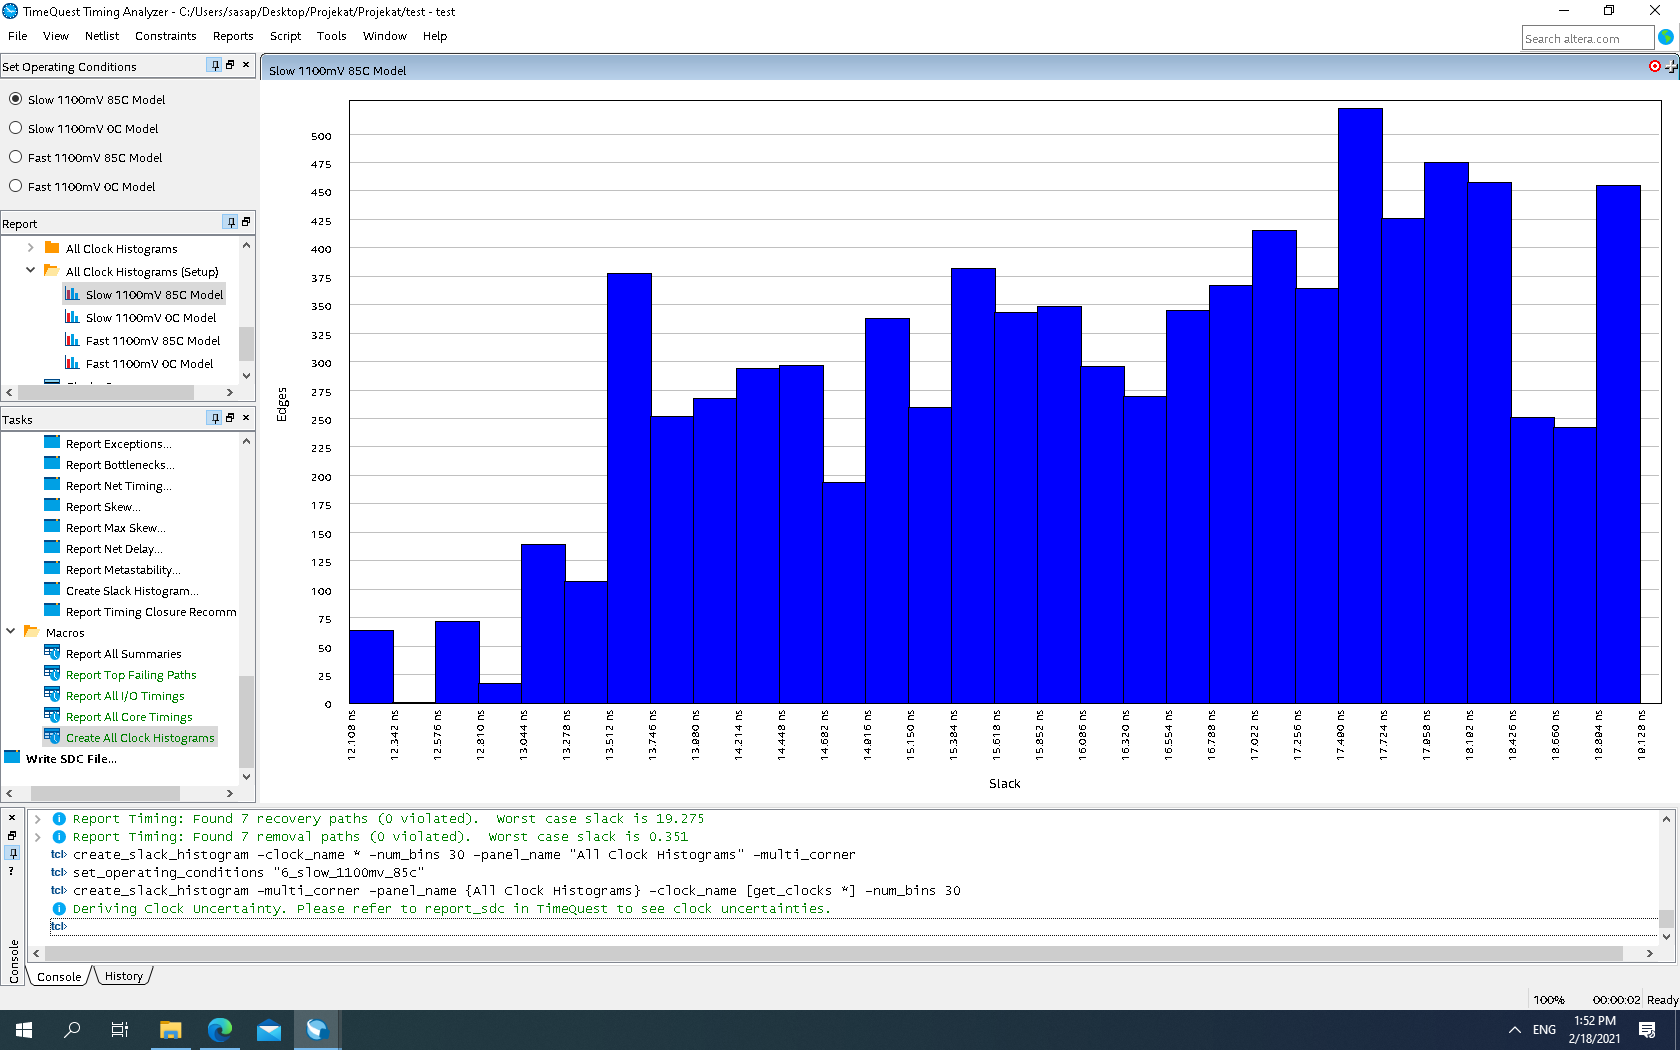 TimeQuest Timing Analyzer - C:/Users/sasap/Desktop/Projekat/Projekat/test - test
File View Netlist Constraints Reports Script Tools Window Help
Search altera.com
Set Operating Conditions
Slow 1100mV 85C Model
Slow 1100mV 0C Model
Fast 1100mV 85C Model
Fast 1100mV 0C Model
Report
All Clock Histograms
All Clock Histograms (Setup)
Slow 1100mV 85C Model
Slow 1100mV 0C Model
Fast 1100mV 85C Model
Fast 1100mV 0C Model
Tasks
Report Exceptions...
Report Bottlenecks...
Report Net Timing...
Report Skew...
Report Max Skew...
Report Net Delay...
Report Metastability...
Create Slack Histogram...
Report Timing Closure Recomm
Macros
Report All Summaries
Report Top Failing Paths
Report All I/O Timings
Report All Core Timings
Create All Clock Histograms
Write SDC File...
Slow 1100mV 85C Model
500
475
450
425
400
375
350
325
300
275
250
225
200
175
150
125
100
75
50
25
0
Edges
12.108 ns
12.342 ns
12.576 ns
12.810 ns
13.044 ns
13.278 ns
13.512 ns
13.746 ns
13.980 ns
14.214 ns
14.448 ns
14.682 ns
14.916 ns
15.150 ns
15.384 ns
15.618 ns
15.852 ns
16.086 ns
16.320 ns
16.554 ns
16.788 ns
17.022 ns
17.256 ns
17.490 ns
17.724 ns
17.958 ns
18.192 ns
18.426 ns
18.660 ns
18.894 ns
19.128 ns
Slack
Report Timing: Found 7 recovery paths (0 violated).  Worst case slack is 19.275
Report Timing: Found 7 removal paths (0 violated).  Worst case slack is 0.351
tcl> create_slack_histogram -clock_name * -num_bins 30 -panel_name "All Clock Histograms" -multi_corner
tcl> set_operating_conditions "6_slow_1100mv_85c"
tcl> create_slack_histogram -multi_corner -panel_name {All Clock Histograms} -clock_name [get_clocks *] -num_bins 30
Deriving Clock Uncertainty. Please refer to report_sdc in TimeQuest to see clock uncertainties.
tcl>
Console
Console History
100% 00:00:02 Ready
ENG
1:52 PM
2/18/2021